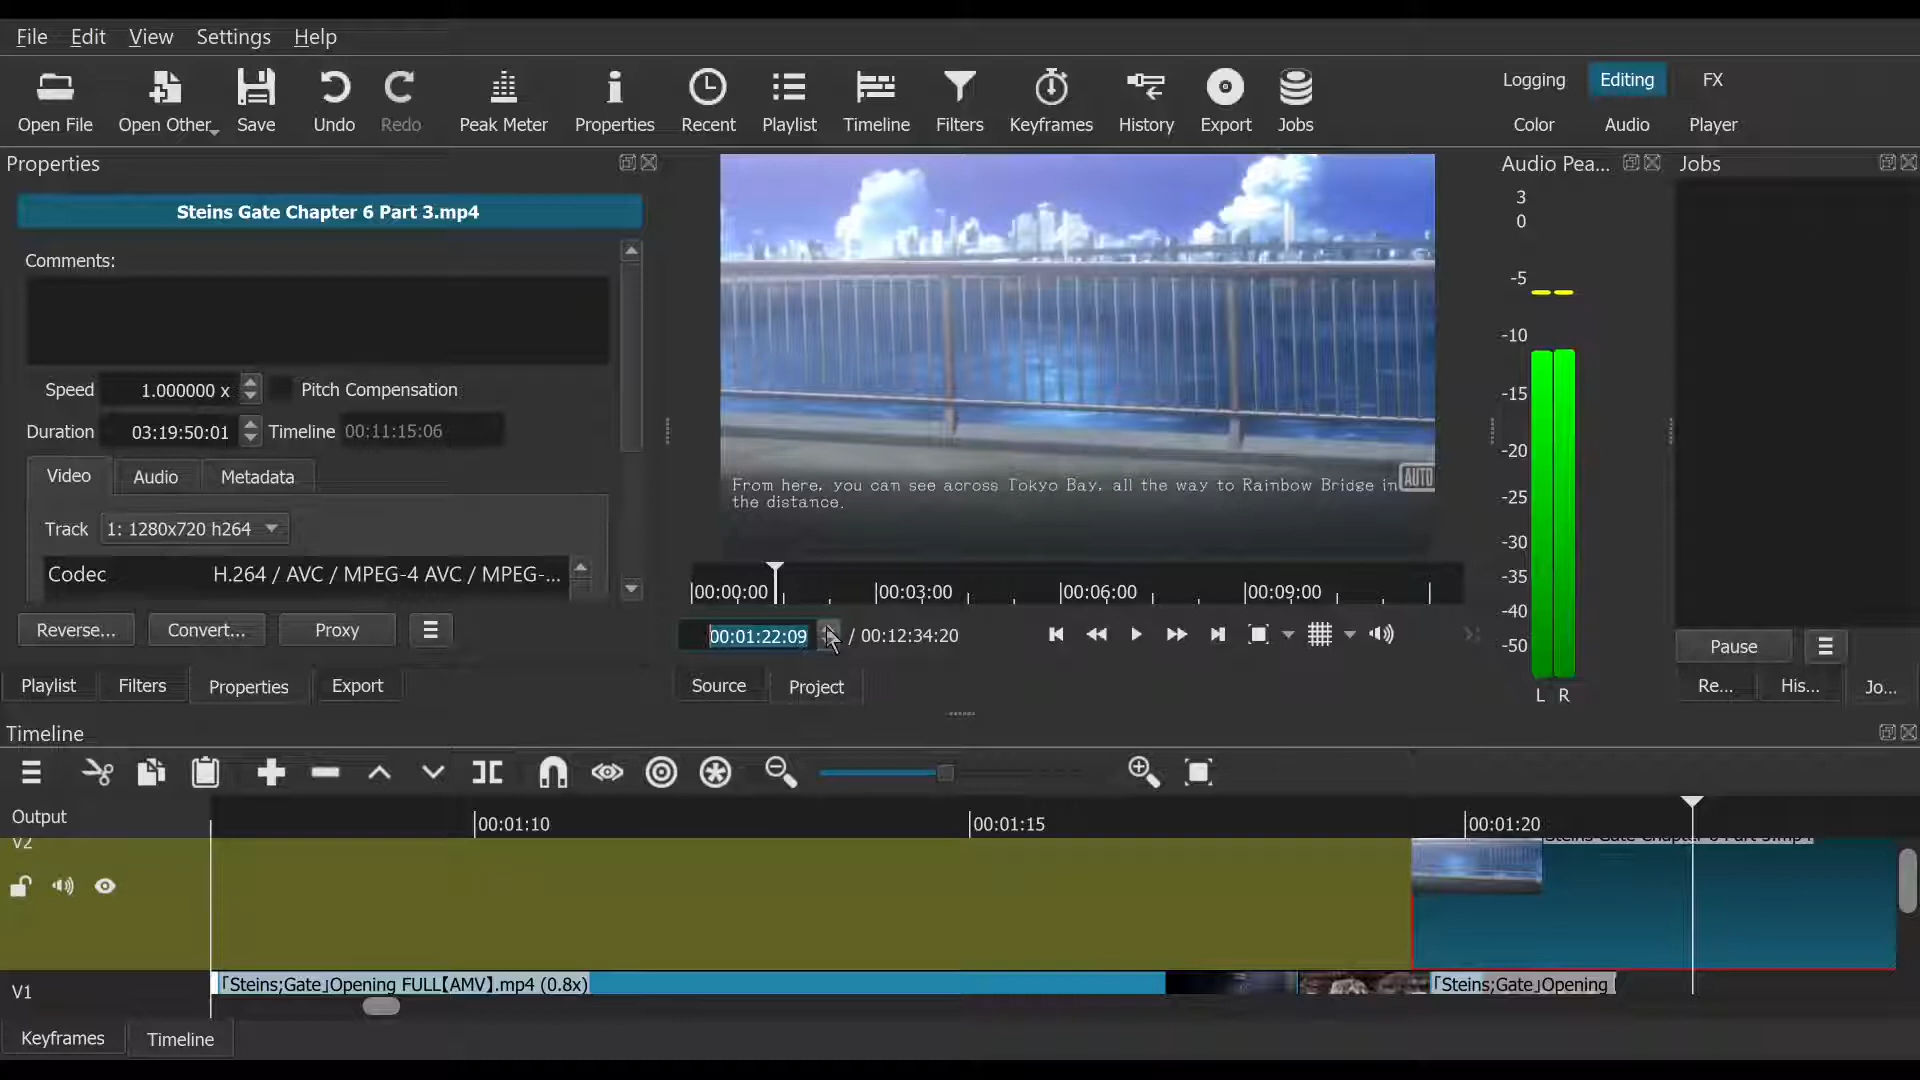 File Edit View Settings Help
Open File Open Other... Save Undo Redo Peak Meter Properties Recent Playlist Timeline Filters Keyframes History Export Jobs
Logging Editing FX
Color Audio Player
Properties
Steins Gate Chapter 6 Part 3.mp4
Comments:
Speed 1.000000 x Pitch Compensation
Duration 03:19:50:01 Timeline 00:11:15:06
Video Audio Metadata
Track 1: 1280x720 h264
Codec H.264 / AVC / MPEG-4 AVC / MPEG-...
Reverse... Convert... Proxy
Playlist Filters Properties Export
From here, you can see across Tokyo Bay, all the way to Rainbow Bridge in
the distance.
AUTO
00:00:00 00:03:00 00:06:00 00:09:00
00:01:22:09 / 00:12:34:20
Source Project
Audio Pea...
3
0
-5
-10
-15
-20
-25
-30
-35
-40
-50
L R
Jobs
Pause
Re... His... Jo...
Timeline
Output
00:01:10 00:01:15 00:01:20
V2
Steins Gate Chapter 6 Part 3.mp4
V1
「Steins;Gate」Opening FULL【AMV】.mp4 (0.8x)
「Steins;Gate」Opening
Keyframes Timeline